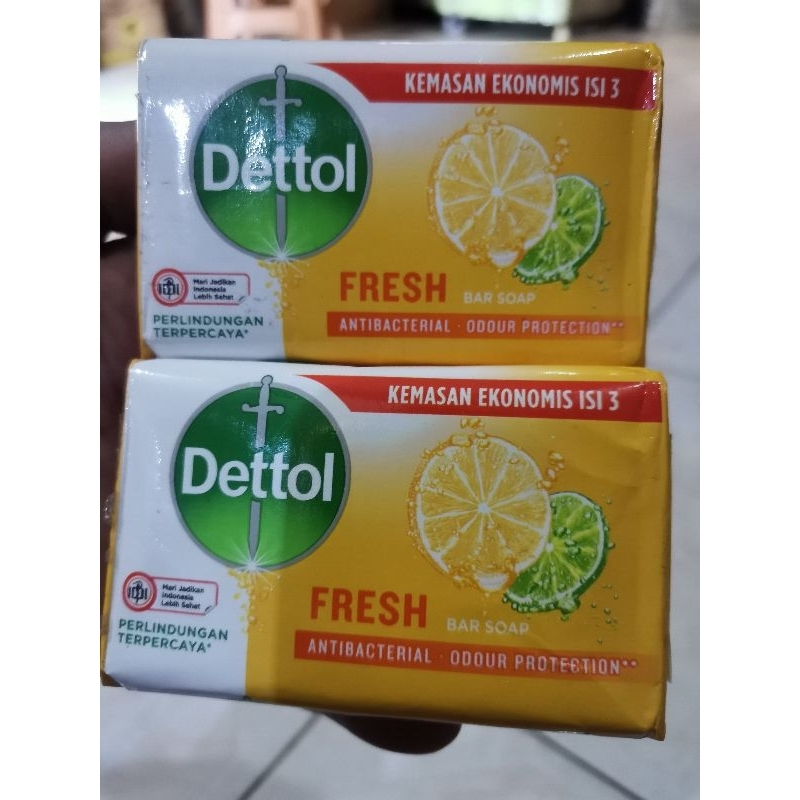 KEMASAN EKONOMIS ISI 3
Dettol
Mari Jadikan
Indonesia
Lebih Sehat
PERLINDUNGAN
TERPERCAYA*
FRESH BAR SOAP
ANTIBACTERIAL · ODOUR PROTECTION**
KEMASAN EKONOMIS ISI 3
Dettol
Mari Jadikan
Indonesia
Lebih Sehat
PERLINDUNGAN
TERPERCAYA*
FRESH BAR SOAP
ANTIBACTERIAL · ODOUR PROTECTION**